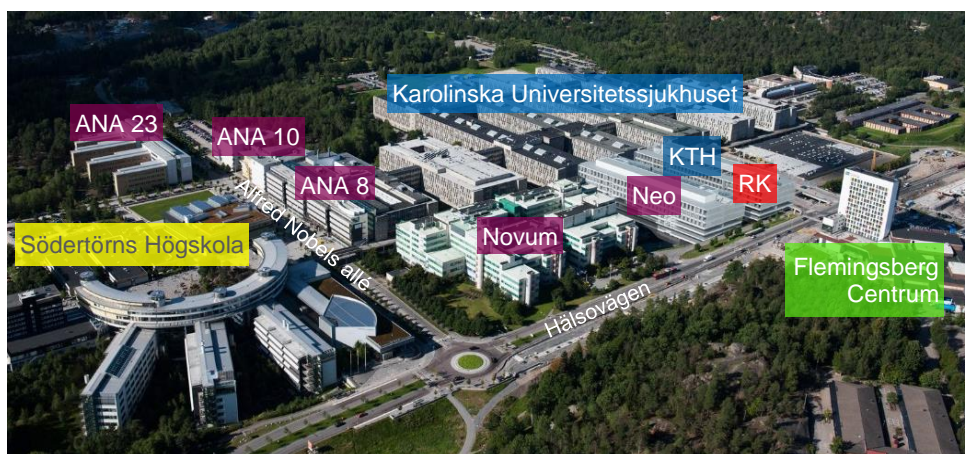 Karolinska Universitetssjukhuset
ANA 23
ANA 10
KTH
ANA 8
RK
Neo
Alfred Nobels allé
Södertörns Högskola
Novum
Flemingsberg
Centrum
Hälsovägen